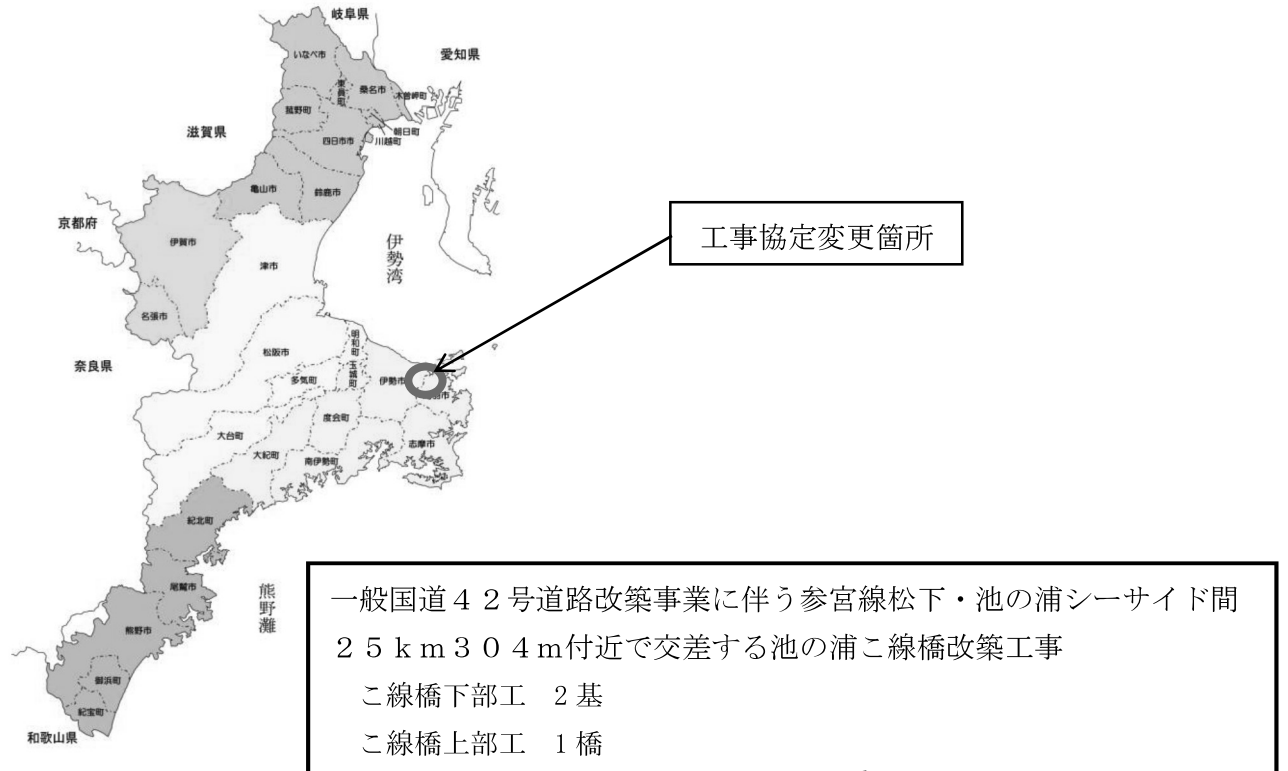 岐阜県
愛知県
いなべ市
東員町
桑名市
木曽岬町
菰野町
滋賀県
朝日町
四日市市
川越町
亀山市
鈴鹿市
京都府
伊賀市
伊勢湾
工事協定変更箇所
津市
名張市
明和町
松阪市
奈良県
玉城町
多気町
伊勢市
度会町
大台町
志摩市
大紀町
南伊勢町
紀北町
尾鷲市
熊野灘
熊野市
御浜町
紀宝町
和歌山県
一般国道42号道路改築事業に伴う参宮線松下・池の浦シーサイド間
25km304m付近で交差する池の浦こ線橋改築工事
こ線橋下部工 2基
こ線橋上部工 1橋